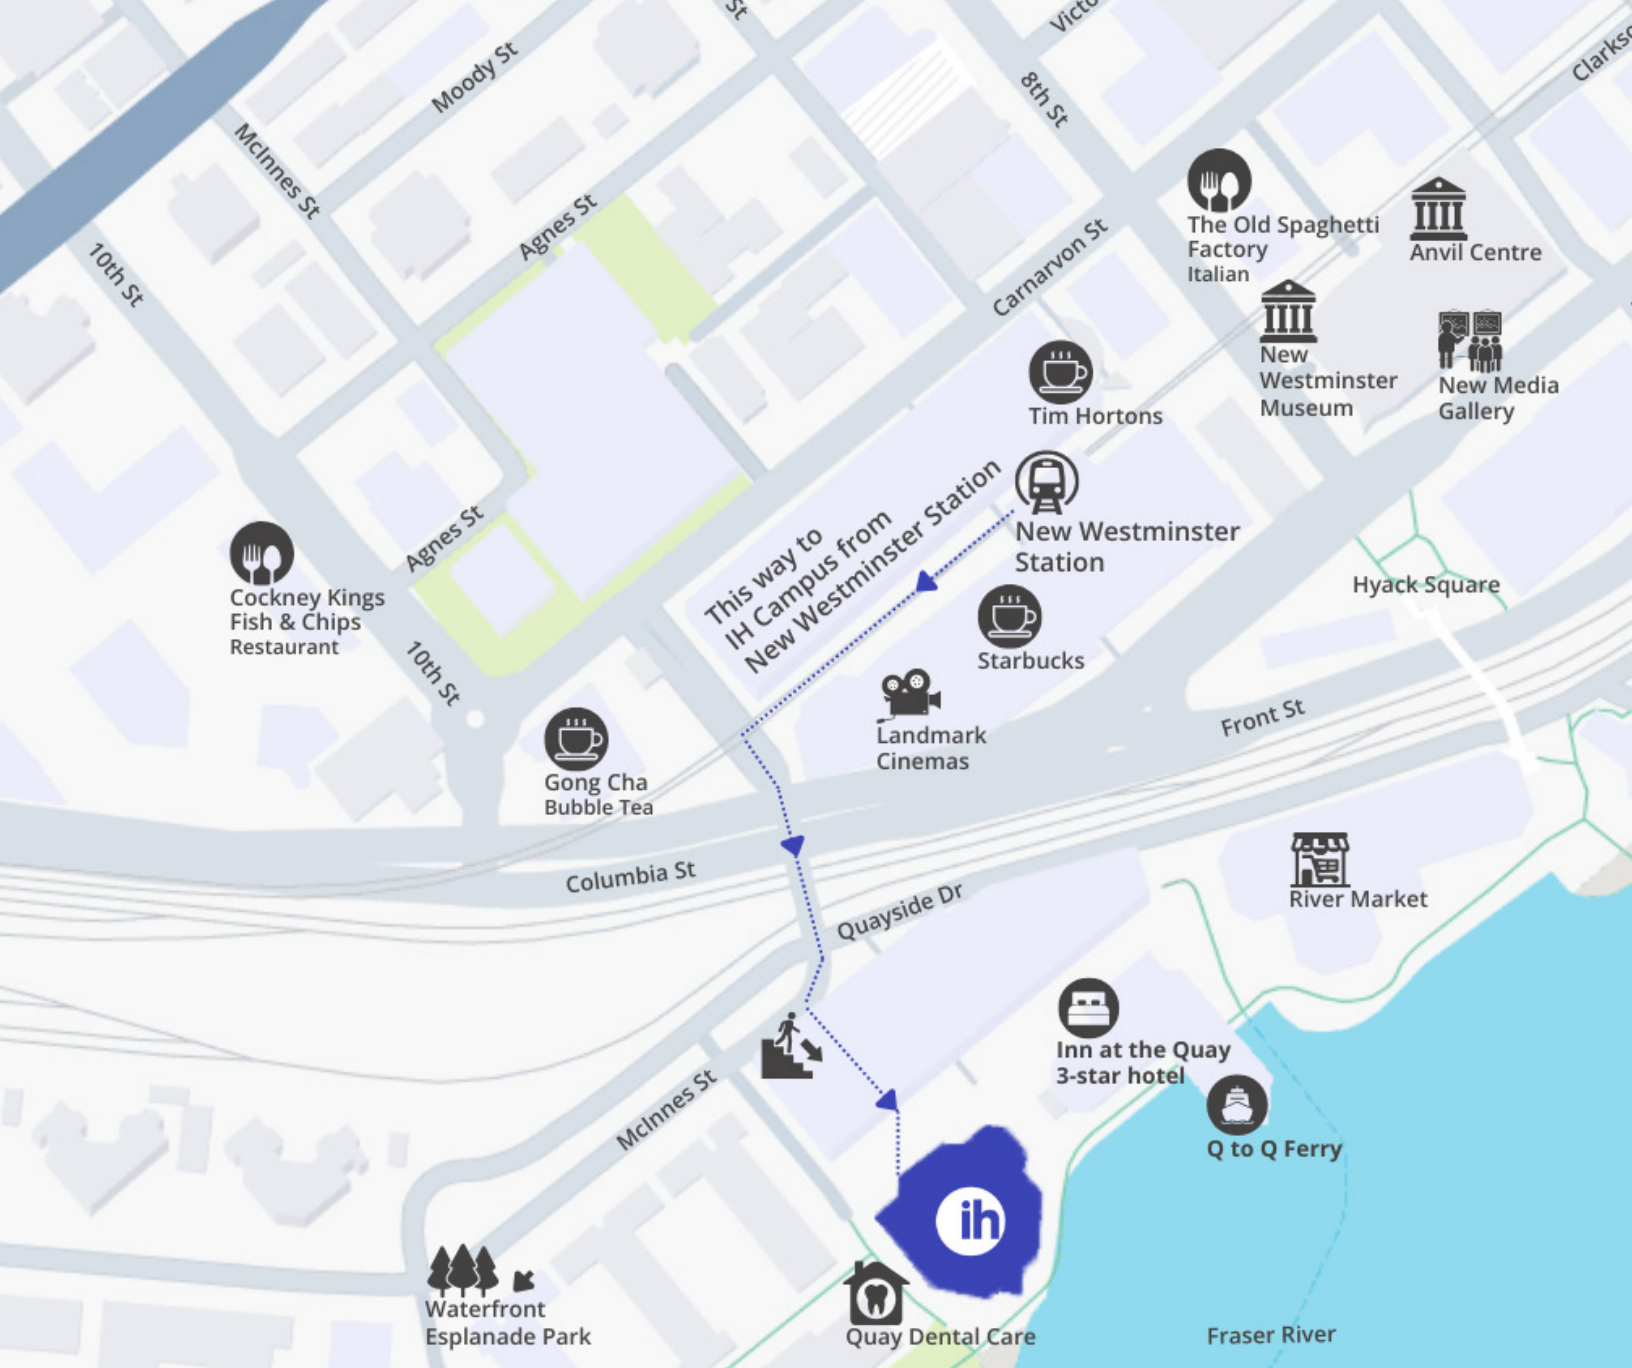 St
Victo
Clarkso
Moody St
8th St
McInnes St
Agnes St
10th St
Carnarvon St
The Old Spaghetti
Factory
Italian
Anvil Centre
New
Westminster
Museum
New Media
Gallery
Tim Hortons
This way to
IH Campus from
New Westminster Station
New Westminster
Station
Agnes St
Cockney Kings
Fish & Chips
Restaurant
10th St
Hyack Square
Starbucks
Landmark
Cinemas
Front St
Gong Cha
Bubble Tea
Columbia St
Quayside Dr
River Market
Inn at the Quay
3-star hotel
McInnes St
Q to Q Ferry
ih
Waterfront
Esplanade Park
Quay Dental Care
Fraser River